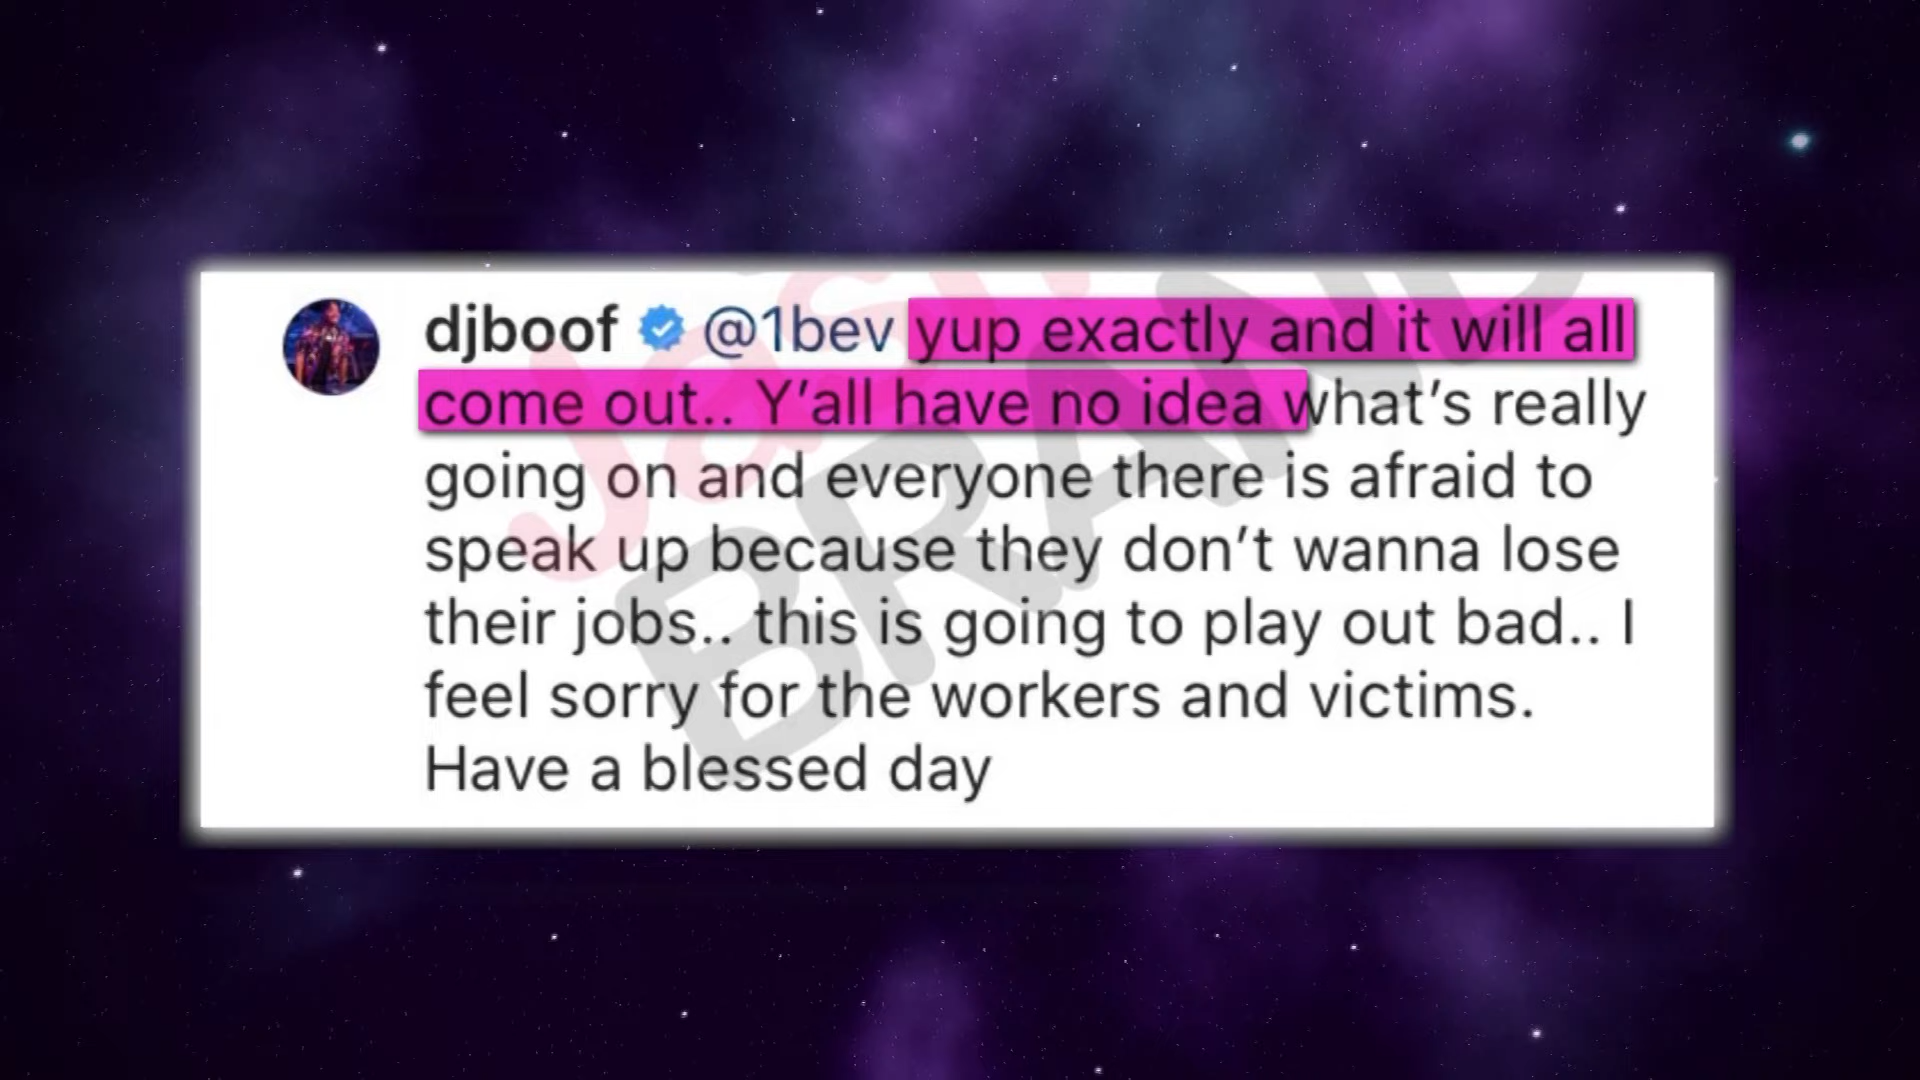 djboof @1bev yup exactly and it will all
come out.. Y’all have no idea what’s really
going on and everyone there is afraid to
speak up because they don’t wanna lose
their jobs.. this is going to play out bad.. I
feel sorry for the workers and victims.
Have a blessed day
Jasmine
BRAND